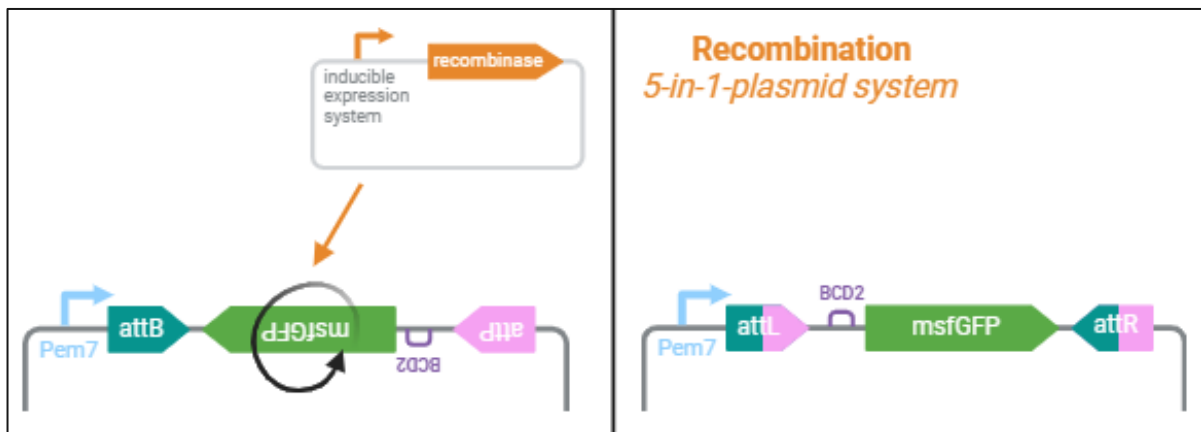 recombinase
inducible
expression
system
attB
msfGFP
attP
BCD2
Pem7
Recombination
5-in-1-plasmid system
BCD2
attL
msfGFP
attR
Pem7